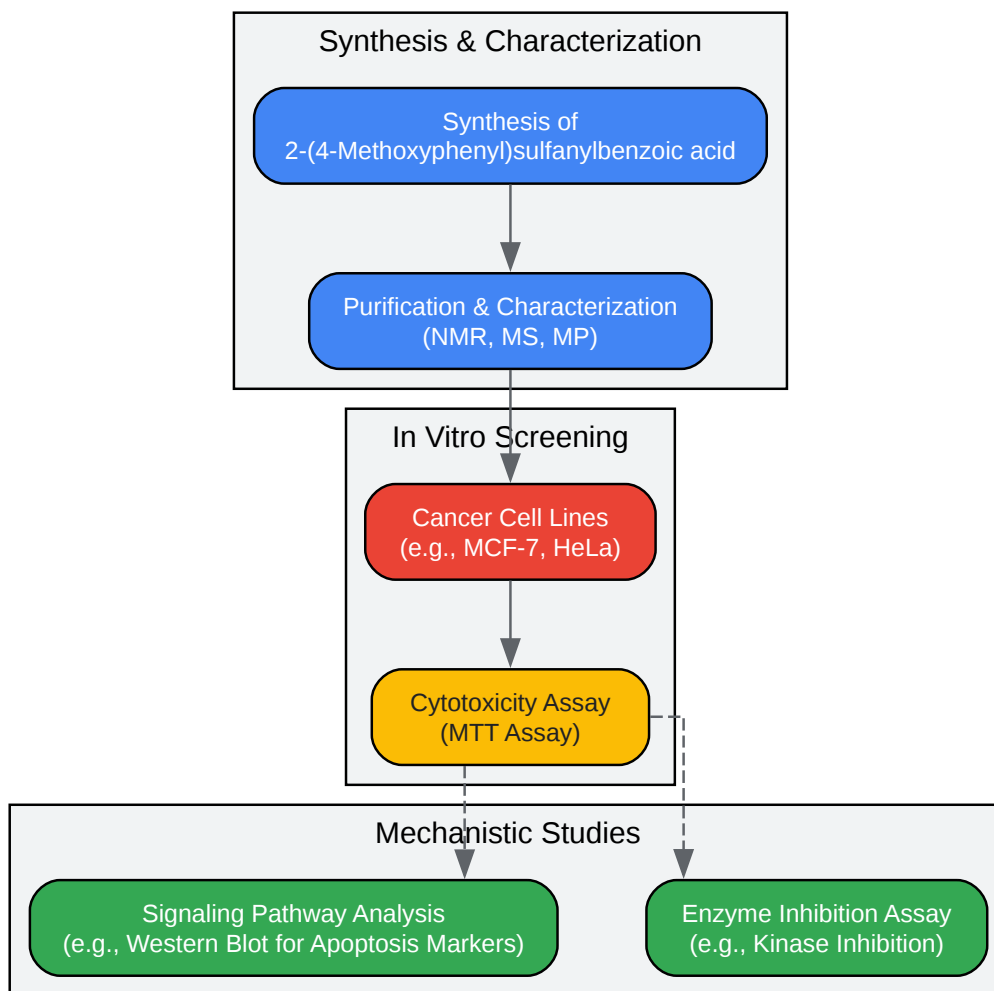 Synthesis & Characterization
Synthesis of
2-(4-Methoxyphenyl)sulfanylbenzoic acid
Purification & Characterization
(NMR, MS, MP)
In Vitro Screening
Cancer Cell Lines
(e.g., MCF-7, HeLa)
Cytotoxicity Assay
(MTT Assay)
Mechanistic Studies
Signaling Pathway Analysis
(e.g., Western Blot for Apoptosis Markers)
Enzyme Inhibition Assay
(e.g., Kinase Inhibition)